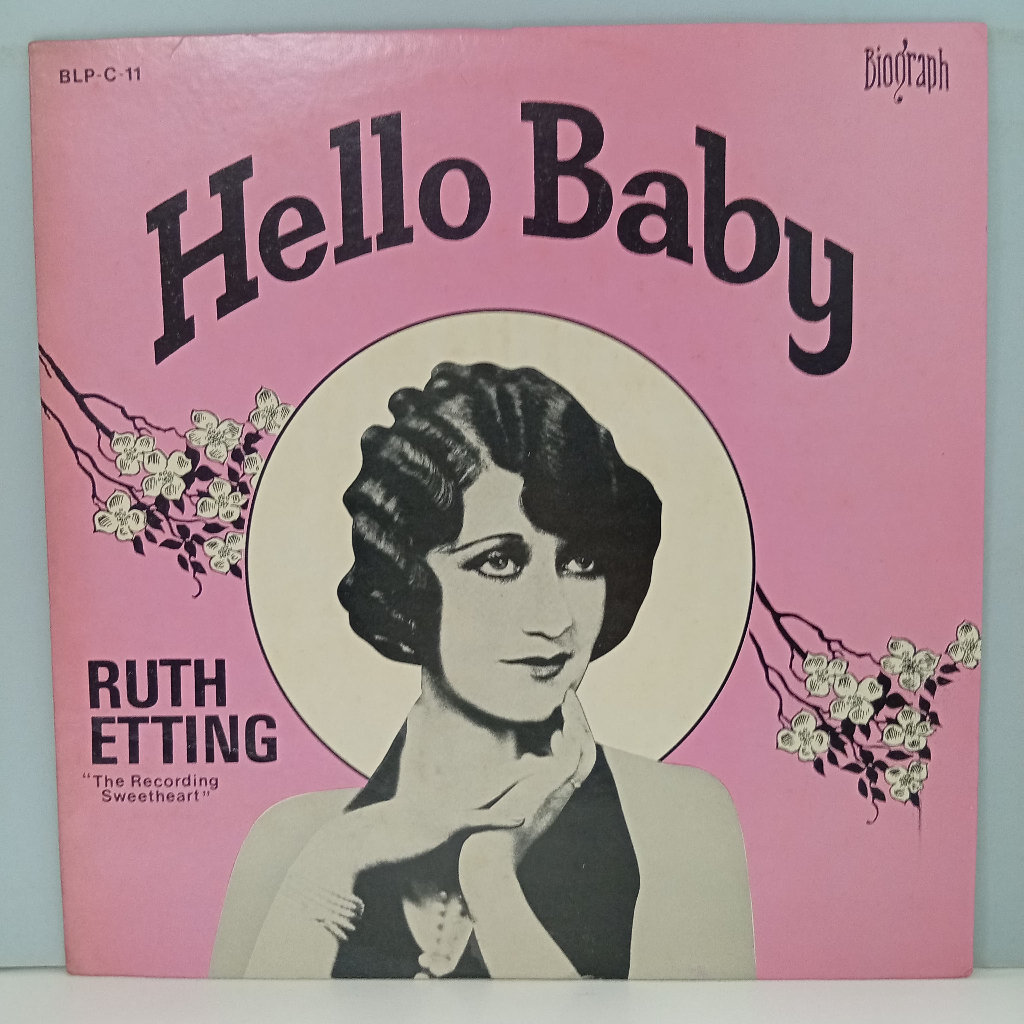 BLP-C-11
Biograph
Hello Baby
RUTH
ETTING
"The Recording
Sweetheart"